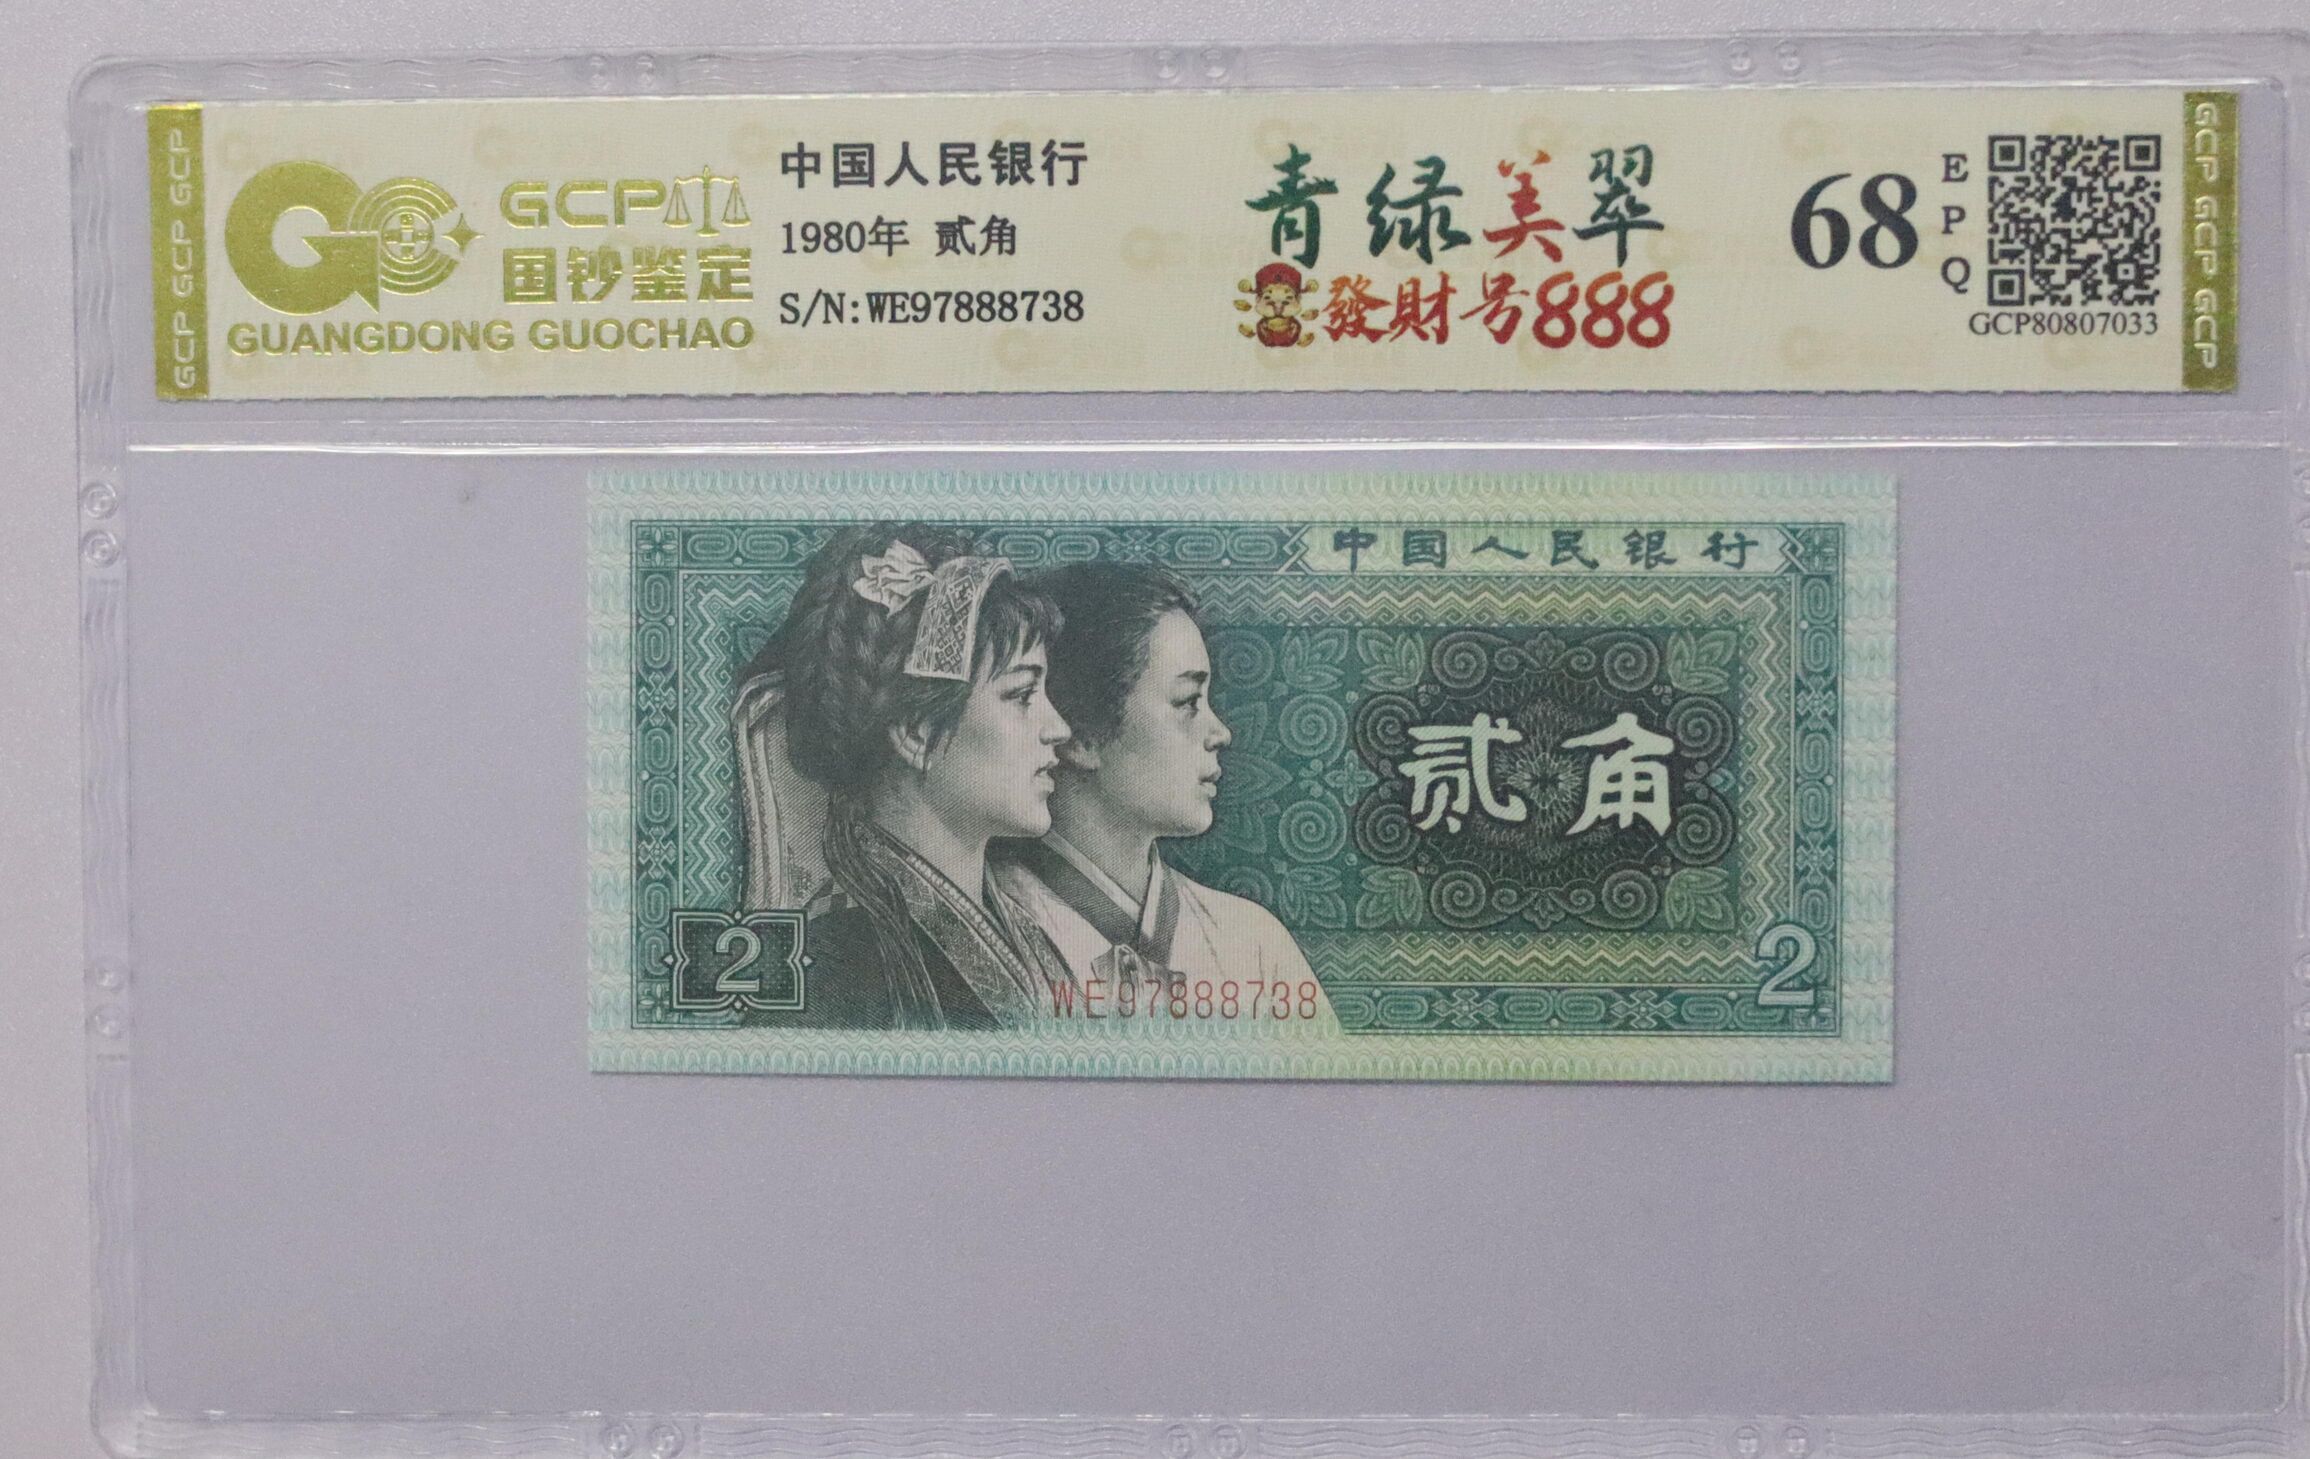 GCP GCP GCP
GCP
国钞鉴定
GUANGDONG GUOCHAO
中国人民银行
1980年 贰角
S/N:WE97888738
青绿美翠
發財号888
68
EPQ
GCP80807033
GCP GCP GCP
中国人民银行
贰角
2
WE97888738
2